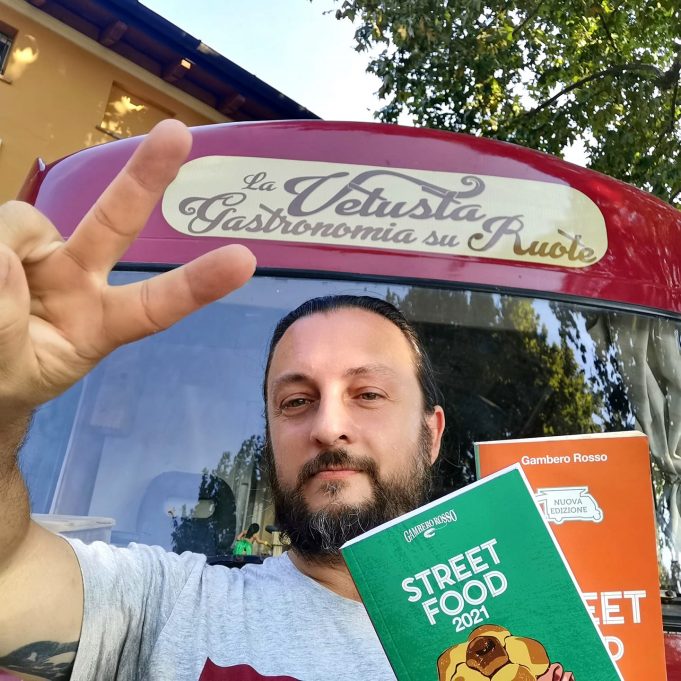 La Vetusta
Gastronomia su Ruote
Gambero Rosso
NUOVA
EDIZIONE
EET
D
GAMBERO ROSSO
STREET
FOOD
2021